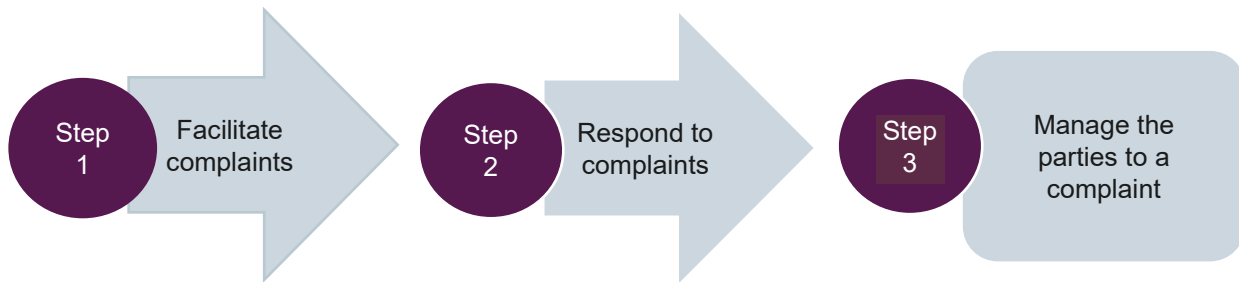 Step
1
Facilitate
complaints
Step
2
Respond to
complaints
Step
3
Manage the
parties to a
complaint